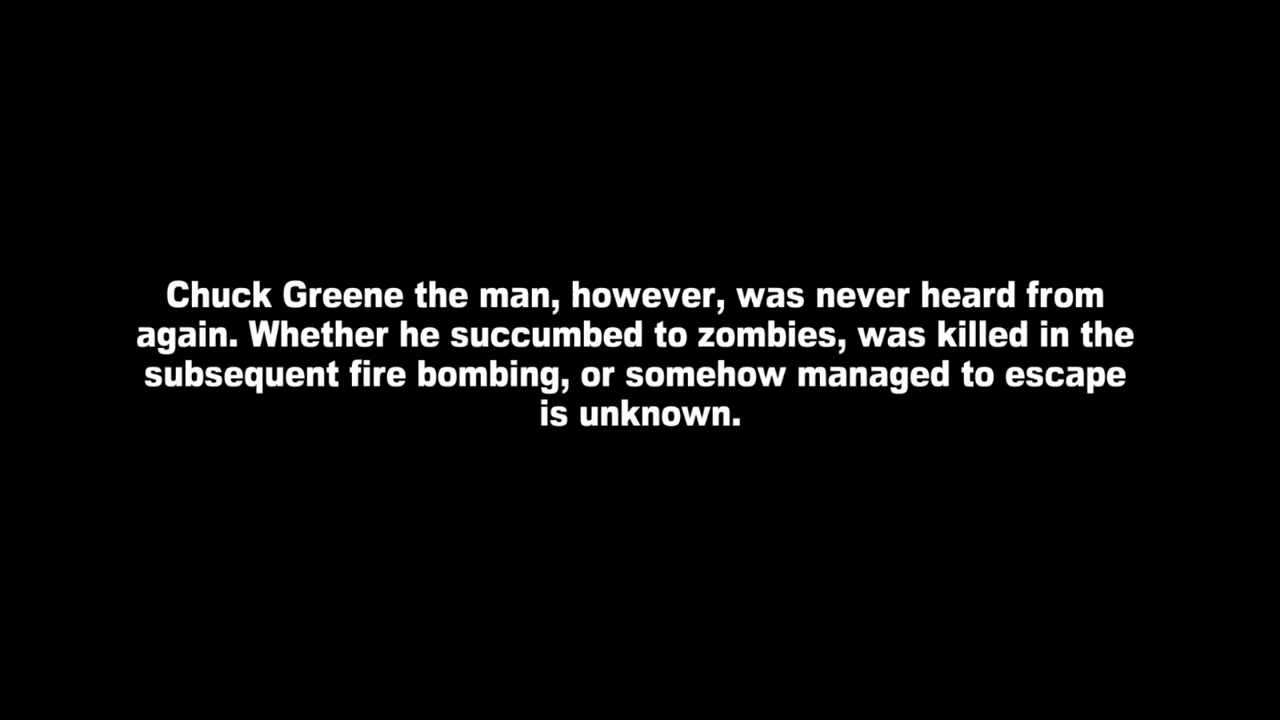 Chuck Greene the man, however, was never heard from
again. Whether he succumbed to zombies, was killed in the
subsequent fire bombing, or somehow managed to escape
is unknown.